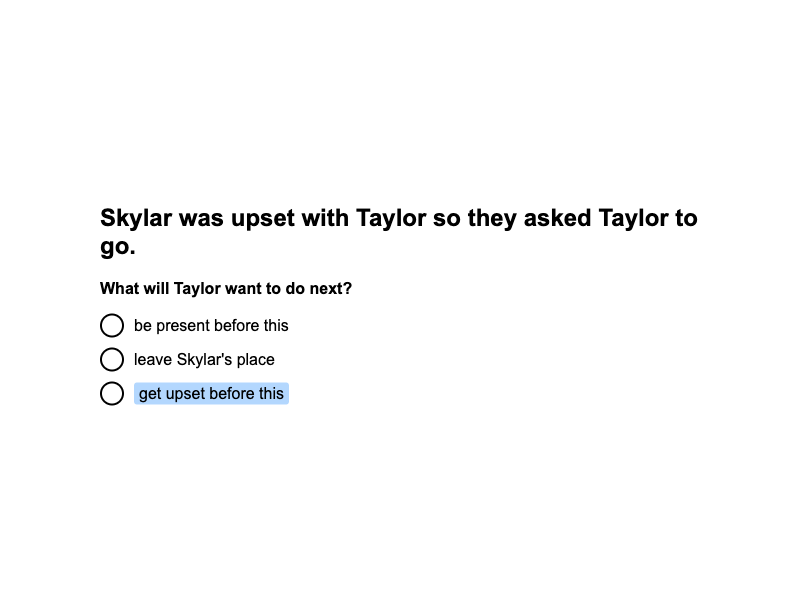 Skylar was upset with Taylor so they asked Taylor to
go.
What will Taylor want to do next?
be present before this
leave Skylar's place
get upset before this